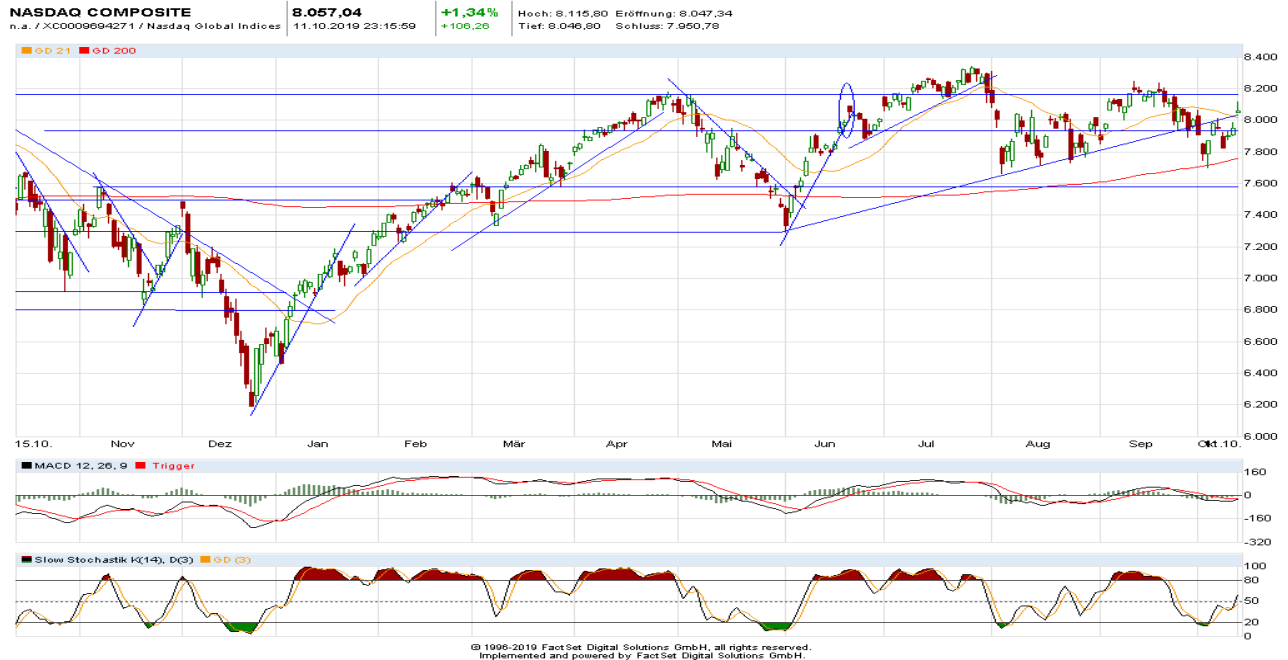 NASDAQ COMPOSITE
n.a. / XC0009694271 / Nasdaq Global Indices
8.057,04
11.10.2019 23:15:59
+1,34%
+106,26
Hoch: 8.115,80 Eröffnung: 8.047,34
Tief: 8.046,80 Schluss: 7.950,78
GD 21 GD 200
8.400
8.200
8.000
7.800
7.600
7.400
7.200
7.000
6.800
6.600
6.400
6.200
6.000
15.10. Nov Dez Jan Feb Mär Apr Mai Jun Jul Aug Sep
MACD 12, 26, 9 Trigger
160
0
-160
-320
Slow Stochastik K(14), D(3) GD (3)
100
80
50
20
0
© 1996-2019 FactSet Digital Solutions GmbH, all rights reserved.
Implemented and powered by FactSet Digital Solutions GmbH.